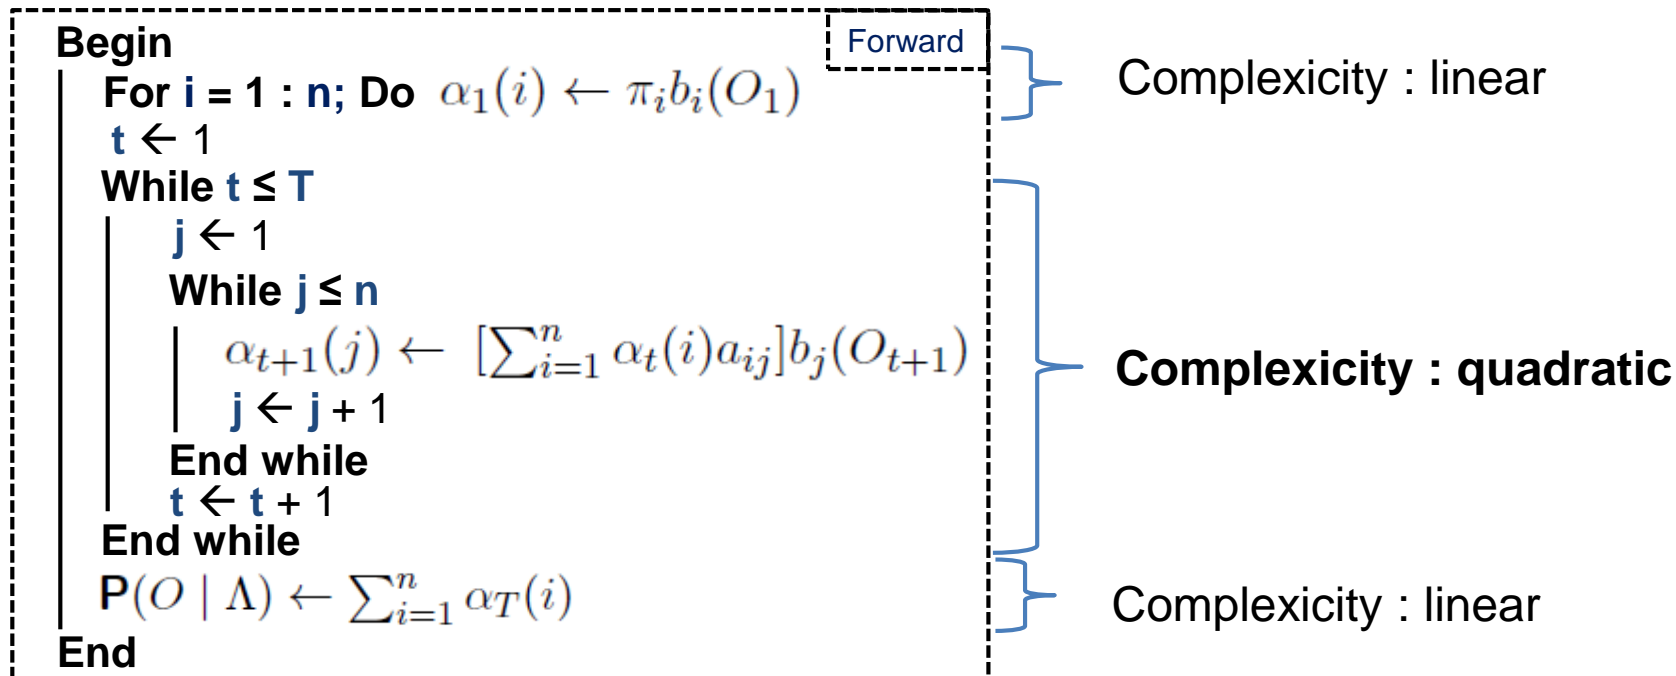 Begin
Forward
For i = 1 : n; Do α₁(i) ← πᵢbᵢ(O₁)
Complexicity : linear
t ← 1
While t ≤ T
j ← 1
While j ≤ n
αₜ₊₁(j) ← [∑ⁿᵢ₌₁ αₜ(i)aᵢⱼ]bⱼ(Oₜ₊₁)
Complexicity : quadratic
j ← j + 1
End while
t ← t + 1
End while
P(O | Λ) ← ∑ⁿᵢ₌₁ α_T(i)
Complexicity : linear
End